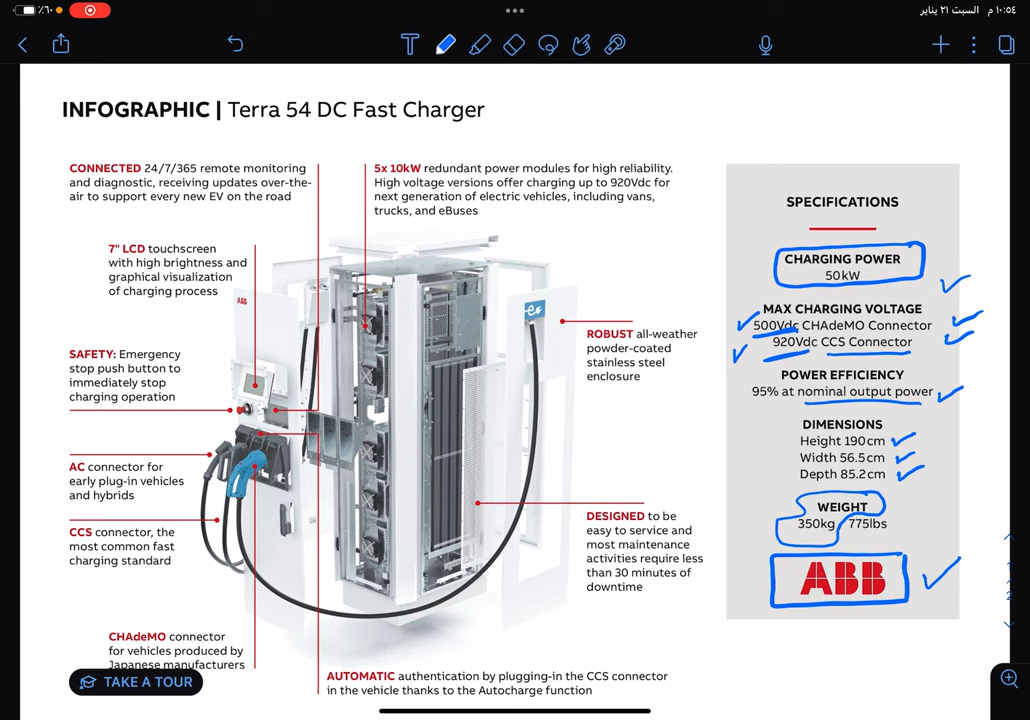 ٪٦٠
١٠:٥٤ م السبت ٢١ يناير
INFOGRAPHIC | Terra 54 DC Fast Charger
CONNECTED 24/7/365 remote monitoring
and diagnostic, receiving updates over-the-
air to support every new EV on the road
5x 10kW redundant power modules for high reliability.
High voltage versions offer charging up to 920Vdc for
next generation of electric vehicles, including vans,
trucks, and eBuses
7" LCD touchscreen
with high brightness and
graphical visualization
of charging process
ABB
SAFETY: Emergency
stop push button to
immediately stop
charging operation
ROBUST all-weather
powder-coated
stainless steel
enclosure
AC connector for
early plug-in vehicles
and hybrids
CCS connector, the
most common fast
charging standard
DESIGNED to be
easy to service and
most maintenance
activities require less
than 30 minutes of
downtime
CHAdeMO connector
for vehicles produced by
Japanese manufacturers
AUTOMATIC authentication by plugging-in the CCS connector
in the vehicle thanks to the Autocharge function
SPECIFICATIONS
CHARGING POWER
50kW
MAX CHARGING VOLTAGE
500Vdc CHAdeMO Connector
920Vdc CCS Connector
POWER EFFICIENCY
95% at nominal output power
DIMENSIONS
Height 190cm
Width 56.5cm
Depth 85.2cm
WEIGHT
350kg 775lbs
ABB
TAKE A TOUR